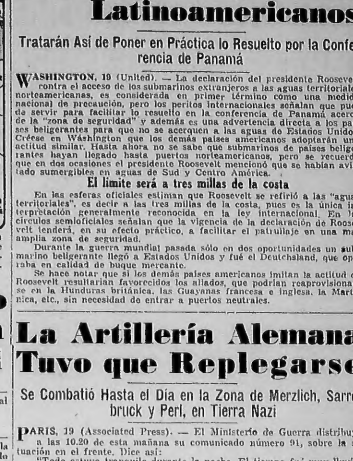 Latinoamericanos
Tratarán Así de Poner en Práctica lo Resuelto por la Confe-
rencia de Panamá
WASHINGTON, 19 (United). — La declaración del presidente Roosevel
contra el acceso de los submarinos extranjeros a las aguas territoriales
norteamericanas, es considerada en primer término como una medi
nacional de precaución, pero los peritos internacionales señalan que pue
de servir para facilitar lo resuelto en la conferencia de Panamá acerc
de la "zona de seguridad" y además es una advertencia directa a los pa
ses beligerantes para que no se acerquen a las aguas de Estados Unido
Créese en Wáshington que los demás países americanos adoptarán un
actitud similar. Hasta ahora no se sabe que submarinos de países belige
rantes hayan llegado hasta puertos norteamericanos, pero se recuerd
que en dos ocasiones el presidente Roosevelt mencionó que se habían avi
tado sumergibles en aguas de Sud y Centro América.
El límite será a tres millas de la costa
En las esferas oficiales estiman que Roosevelt se refirió a las "aguas
territoriales", es decir a las tres millas de la costa, pues es la única in
terpretación generalmente reconocida en la ley internacional. En lo
círculos semioficiales señalan que la vigencia de la declaración de Roose
velt tenderá, en su efecto práctico, a facilitar el patrullaje en una má
amplia zona de seguridad.
Durante la guerra mundial pasada sólo en dos oportunidades un sub
marino beligerante llegó a Estados Unidos y fué el Deutchsland, que ope
raba en calidad de buque mercante.
Se hace notar que si los demás países americanos imitan la actitud d
Roosevelt resultarían favorecidos los aliados, que podrían reaprovisiona
se en la Hunduras británica, las Guayanas francesa e inglesa, la Marti
nica, etc., sin necesidad de entrar a puertos neutrales.
La Artillería Alemana
Tuvo que Replegarse
Se Combatió Hasta el Día en la Zona de Merzlich, Sarre
bruck y Perl, en Tierra Nazi
PARIS, 19 (Associated Press). — El Ministerio de Guerra distribuy
a las 10.20 de esta mañana su comunicado número 91, sobre la si
tuación en el frente. Dice así: